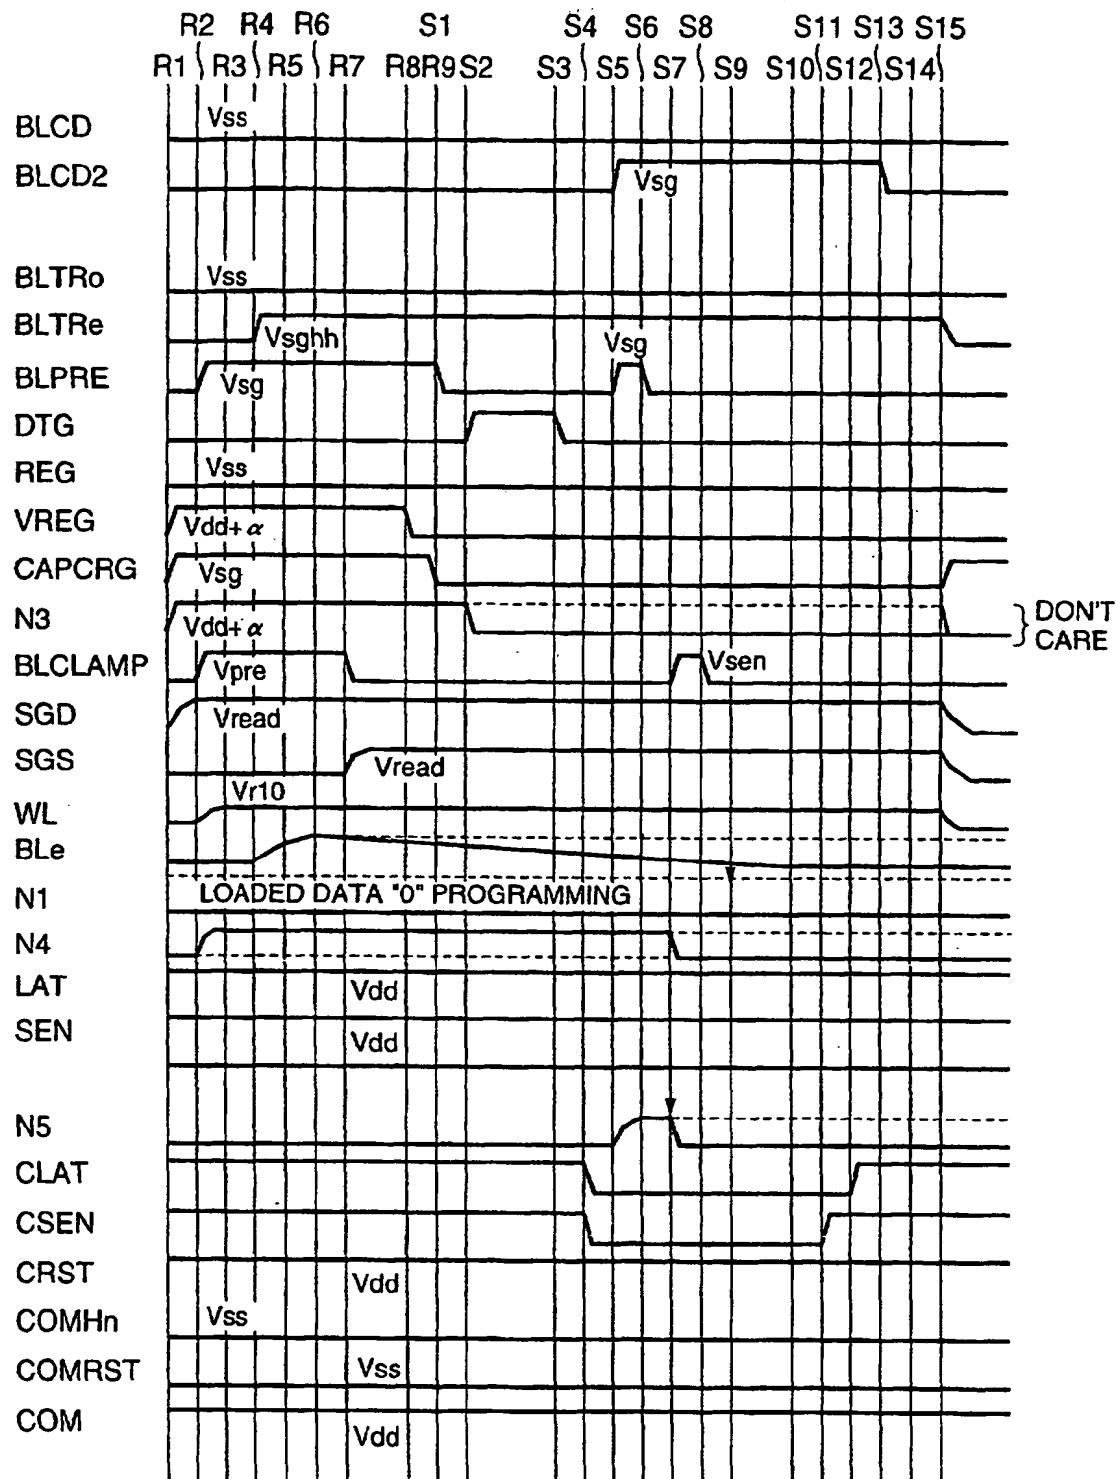 R2 R4 R6 S1 S4 S6 S8 S11 S13 S15
R1 R3 R5 R7 R8R9S2 S3 S5 S7 S9 S10 S12 S14
BLCD Vss
BLCD2 Vsg
BLTRo Vss
BLTRe Vsghh
BLPRE Vsg Vsg
DTG
REG Vss
VREG Vdd+α
CAPCRG Vsg
N3 Vdd+α DON'T CARE
BLCLAMP Vpre Vsen
SGD Vread
SGS Vread
WL Vr10
BLe
N1 LOADED DATA "0" PROGRAMMING
N4
LAT Vdd
SEN Vdd
N5
CLAT
CSEN
CRST Vdd
COMHn Vss
COMRST Vss
COM Vdd